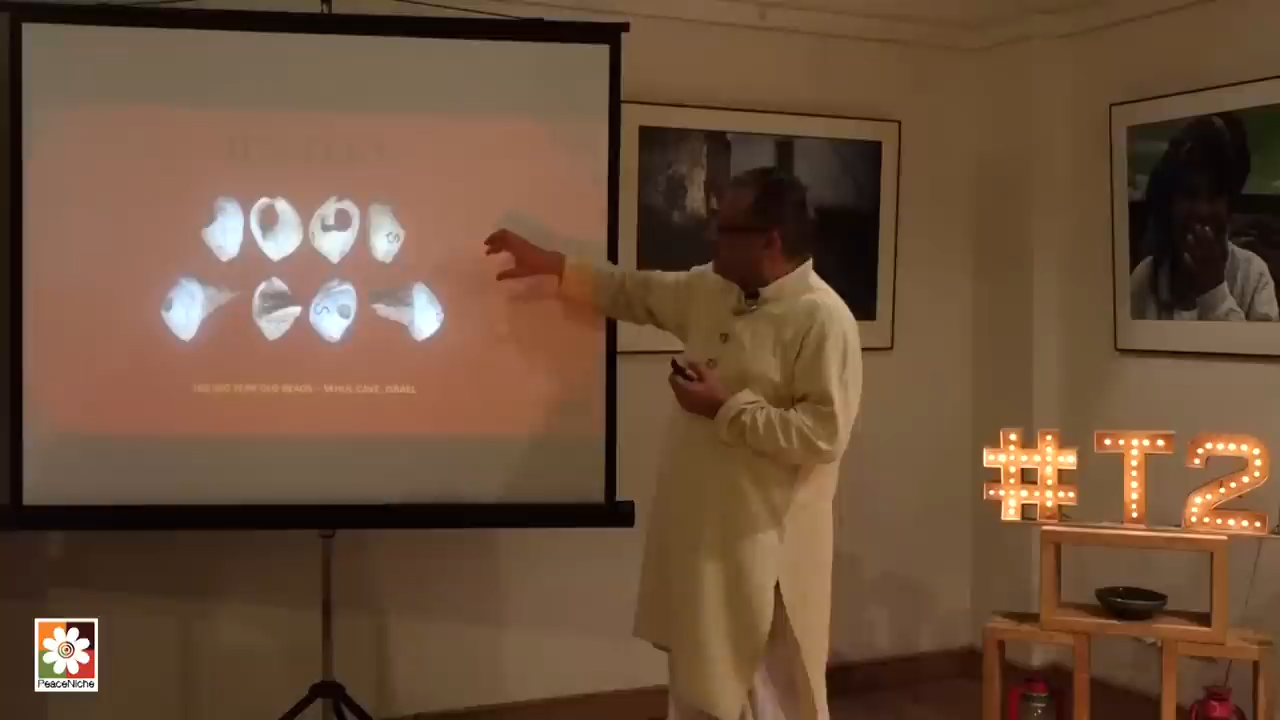 100,000 YEAR OLD BEADS - SKHUL CAVE, ISRAEL
#T2
PeaceNiche